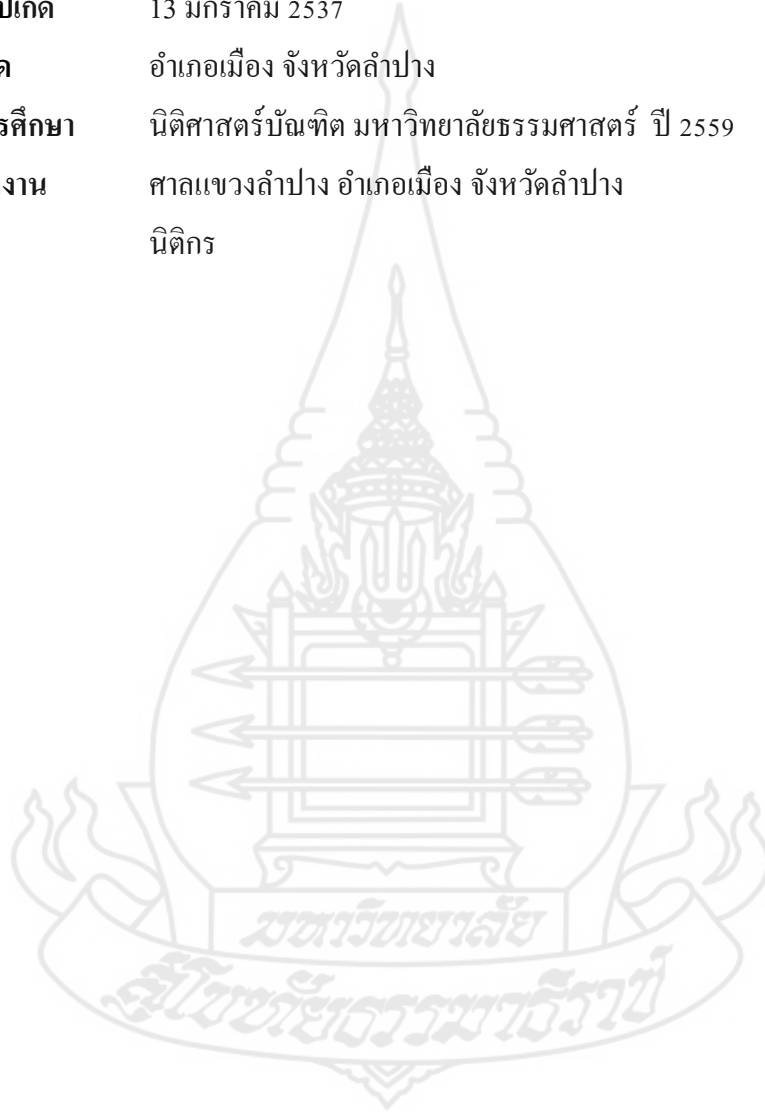 ปีเกิด 13 มกราคม 2537
ด อำเภอเมือง จังหวัดลำปาง
รศึกษา นิติศาสตร์บัณฑิต มหาวิทยาลัยธรรมศาสตร์ ปี 2559
งาน ศาลแขวงลำปาง อำเภอเมือง จังหวัดลำปาง
นิติกร
มหาวิทยาลัย
สุโขทัยธรรมาธิราช